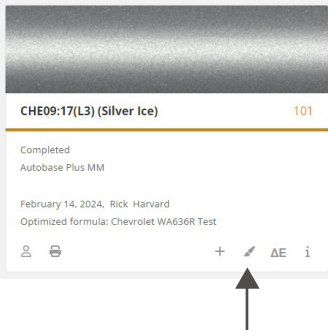 CHE09:17(L3) (Silver Ice) 101
Completed
Autobase Plus MM
February 14, 2024, Rick Harvard
Optimized formula: Chevrolet WA636R Test
ΔE i